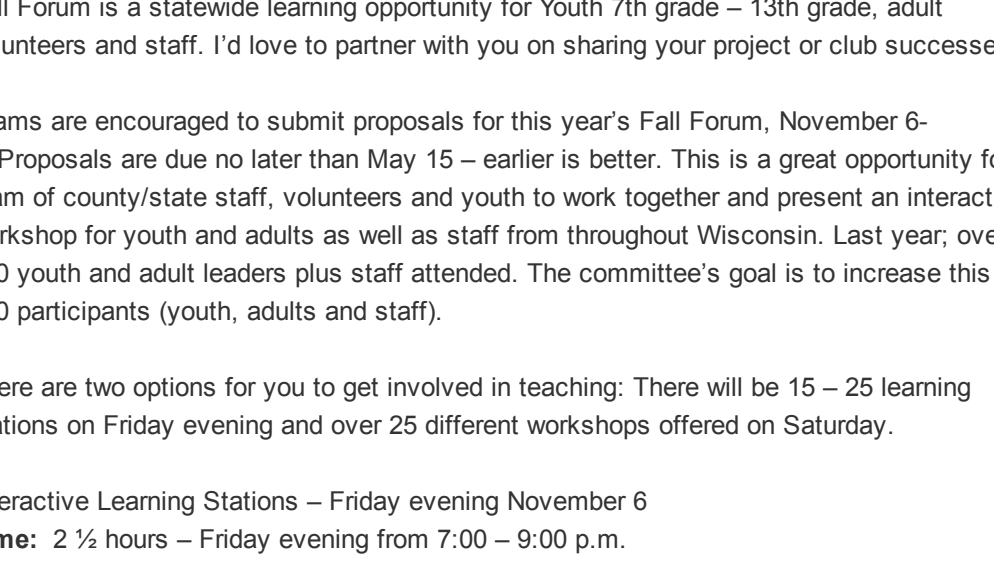 ll Forum is a statewide learning opportunity for Youth 7th grade – 13th grade, adult
unteers and staff. I’d love to partner with you on sharing your project or club successe
ams are encouraged to submit proposals for this year’s Fall Forum, November 6-
Proposals are due no later than May 15 – earlier is better. This is a great opportunity fo
am of county/state staff, volunteers and youth to work together and present an interact
rkshop for youth and adults as well as staff from throughout Wisconsin. Last year; ove
0 youth and adult leaders plus staff attended. The committee’s goal is to increase this
0 participants (youth, adults and staff).
ere are two options for you to get involved in teaching: There will be 15 – 25 learning
ations on Friday evening and over 25 different workshops offered on Saturday.
eractive Learning Stations – Friday evening November 6
me: 2 ½ hours – Friday evening from 7:00 – 9:00 p.m.